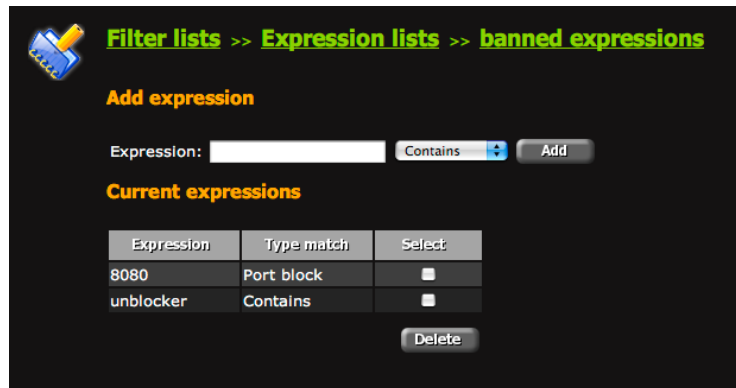 Filter lists >> Expression lists >> banned expressions
Add expression
Expression: Contains Add
Current expressions
Expression Type match Select
8080 Port block
unblocker Contains
Delete